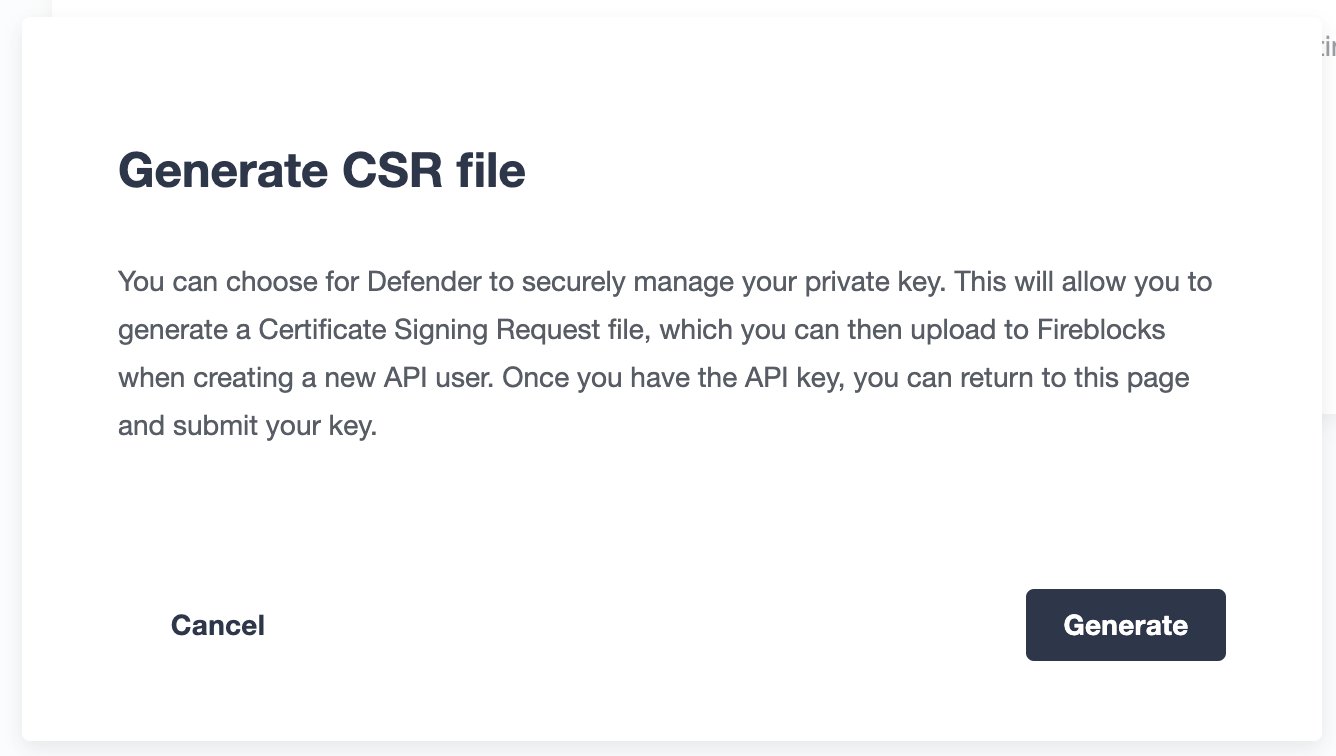 Generate CSR file
You can choose for Defender to securely manage your private key. This will allow you to
generate a Certificate Signing Request file, which you can then upload to Fireblocks
when creating a new API user. Once you have the API key, you can return to this page
and submit your key.
Cancel
Generate